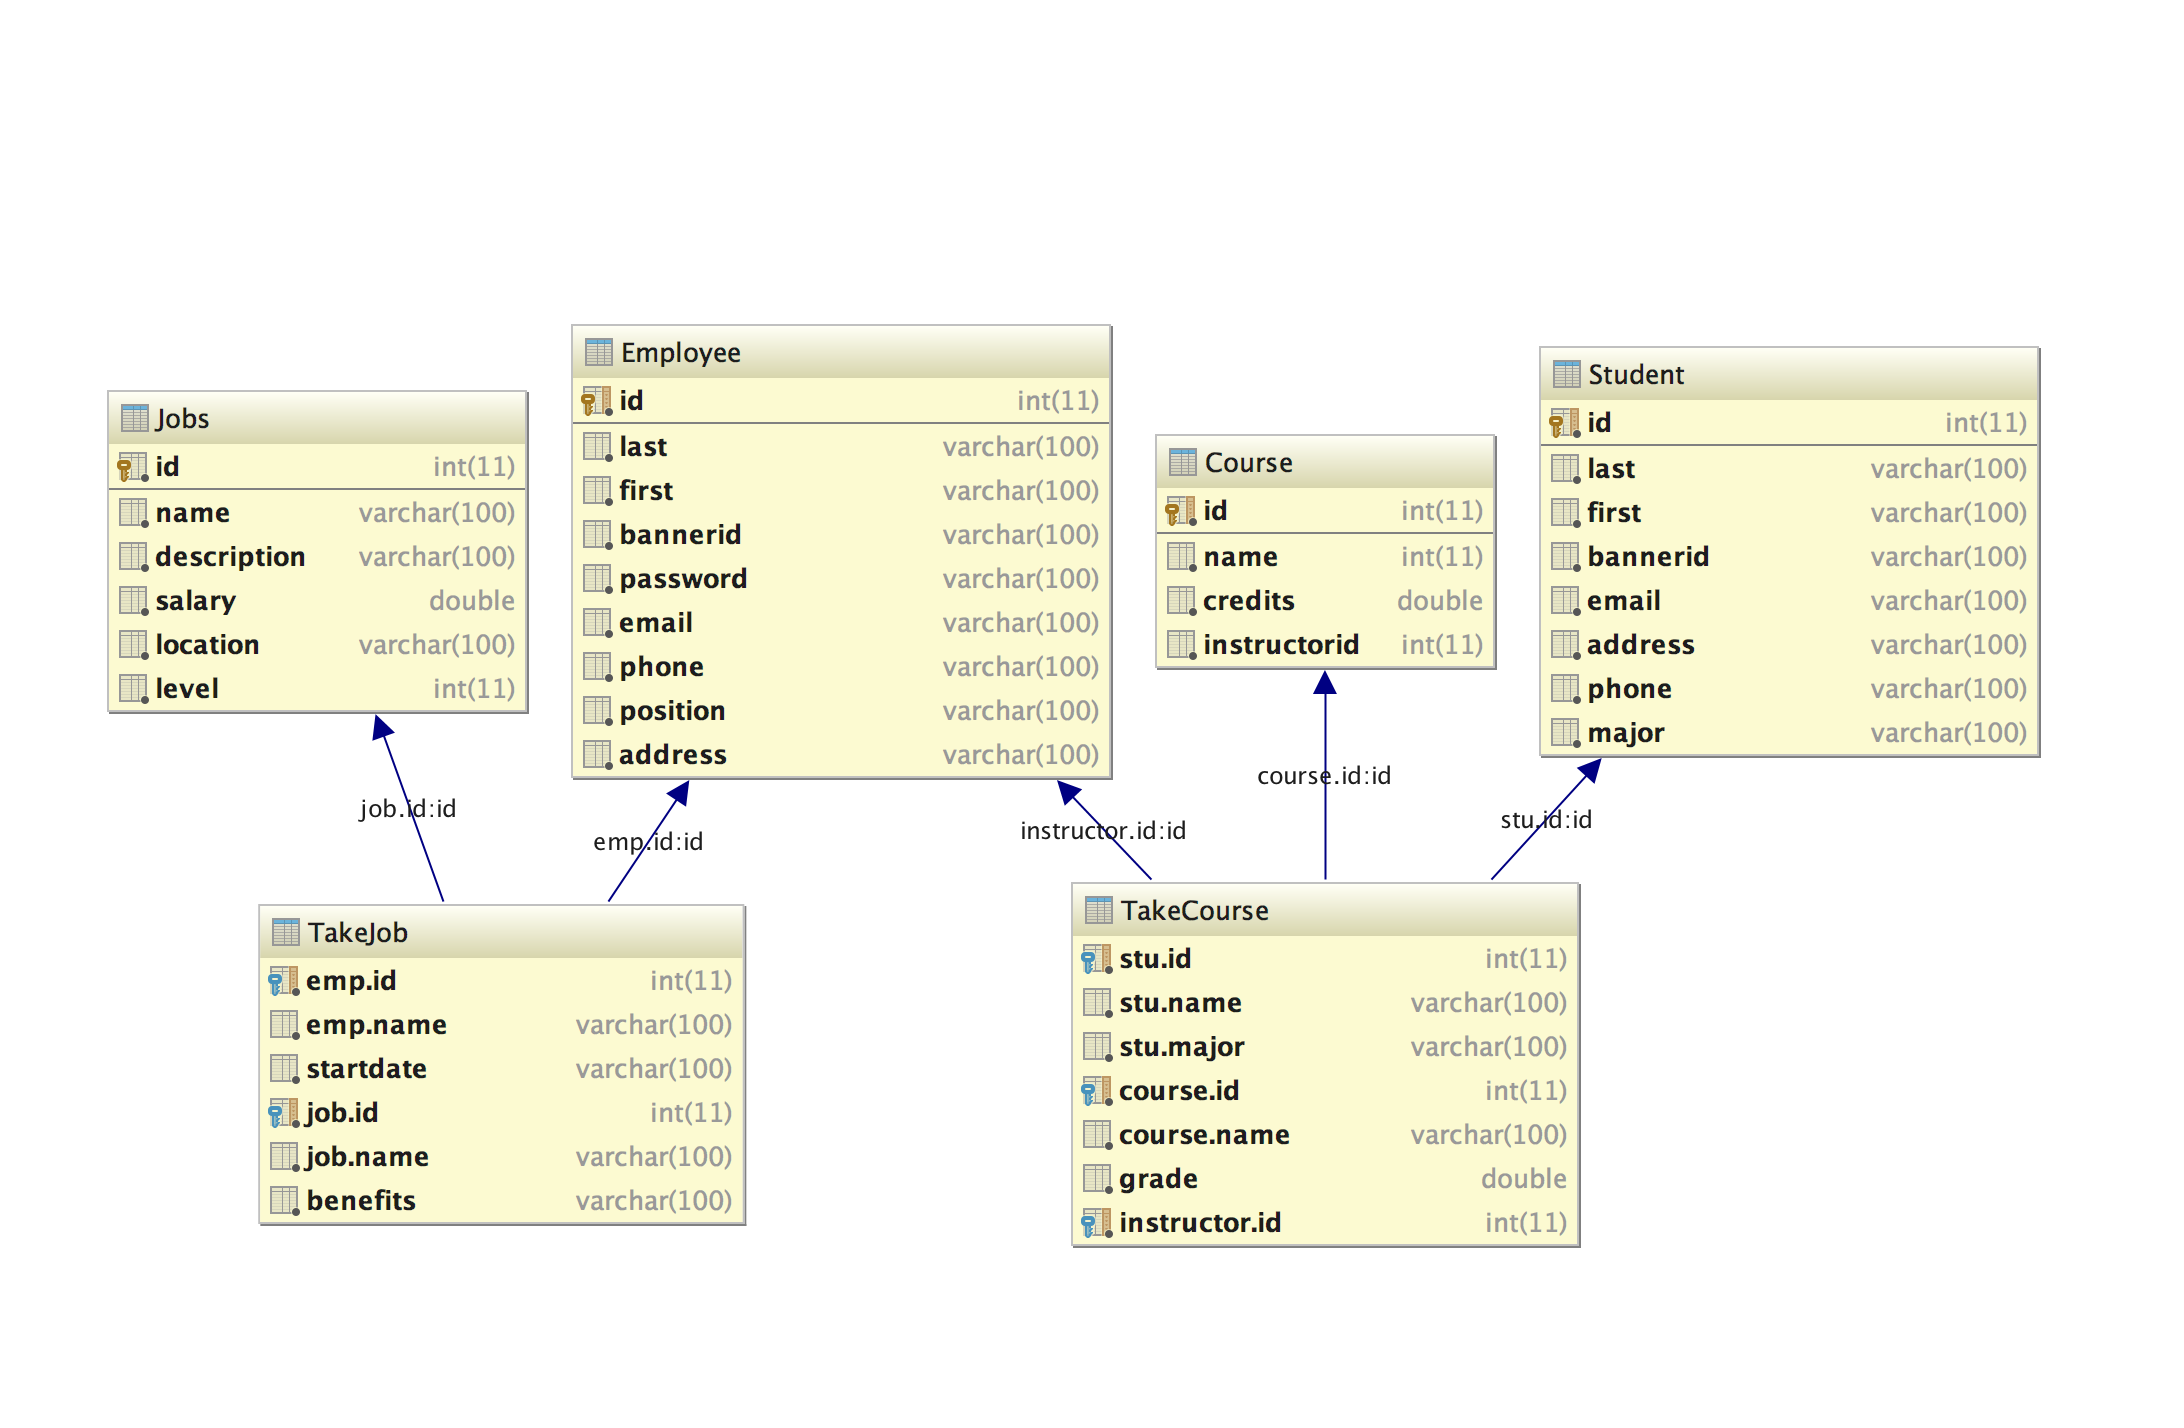 Jobs
id int(11)
name varchar(100)
description varchar(100)
salary double
location varchar(100)
level int(11)
Employee
id int(11)
last varchar(100)
first varchar(100)
bannerid varchar(100)
password varchar(100)
email varchar(100)
phone varchar(100)
position varchar(100)
address varchar(100)
Course
id int(11)
name int(11)
credits double
instructorid int(11)
Student
id int(11)
last varchar(100)
first varchar(100)
bannerid varchar(100)
email varchar(100)
address varchar(100)
phone varchar(100)
major varchar(100)
job.id:id
emp.id:id
instructor.id:id
course.id:id
stu.id:id
TakeJob
emp.id int(11)
emp.name varchar(100)
startdate varchar(100)
job.id int(11)
job.name varchar(100)
benefits varchar(100)
TakeCourse
stu.id int(11)
stu.name varchar(100)
stu.major varchar(100)
course.id int(11)
course.name varchar(100)
grade double
instructor.id int(11)